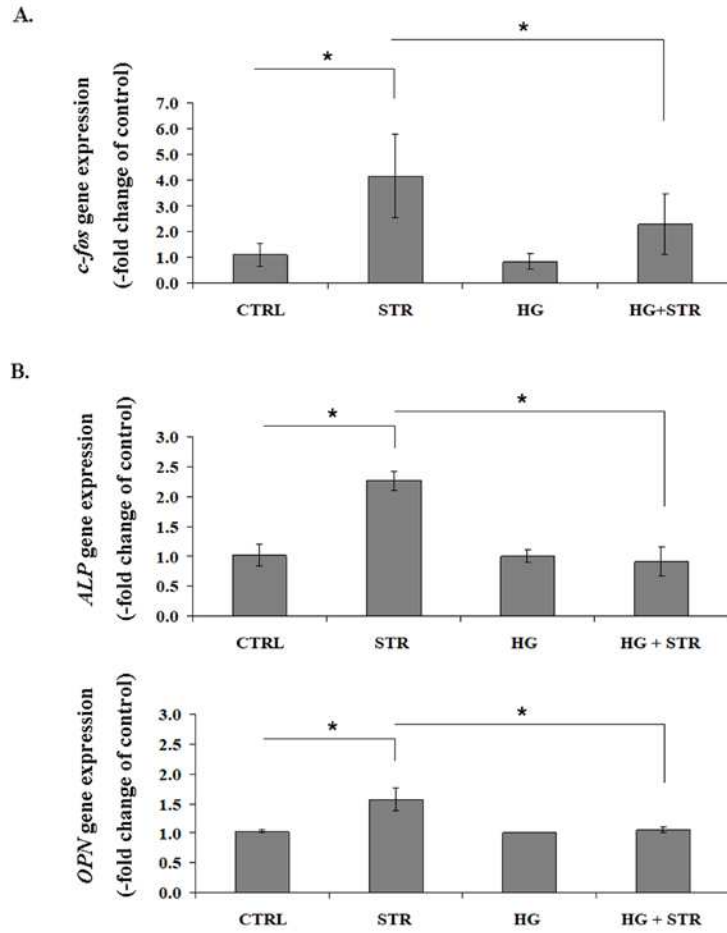 A.
*
*
c-fos gene expression
(-fold change of control)
7.0
6.0
5.0
4.0
3.0
2.0
1.0
0.0
CTRL STR HG HG+STR
B.
*
*
ALP gene expression
(-fold change of control)
3.0
2.5
2.0
1.5
1.0
0.5
0.0
CTRL STR HG HG + STR
*
*
OPN gene expression
(-fold change of control)
3.0
2.5
2.0
1.5
1.0
0.5
0.0
CTRL STR HG HG + STR